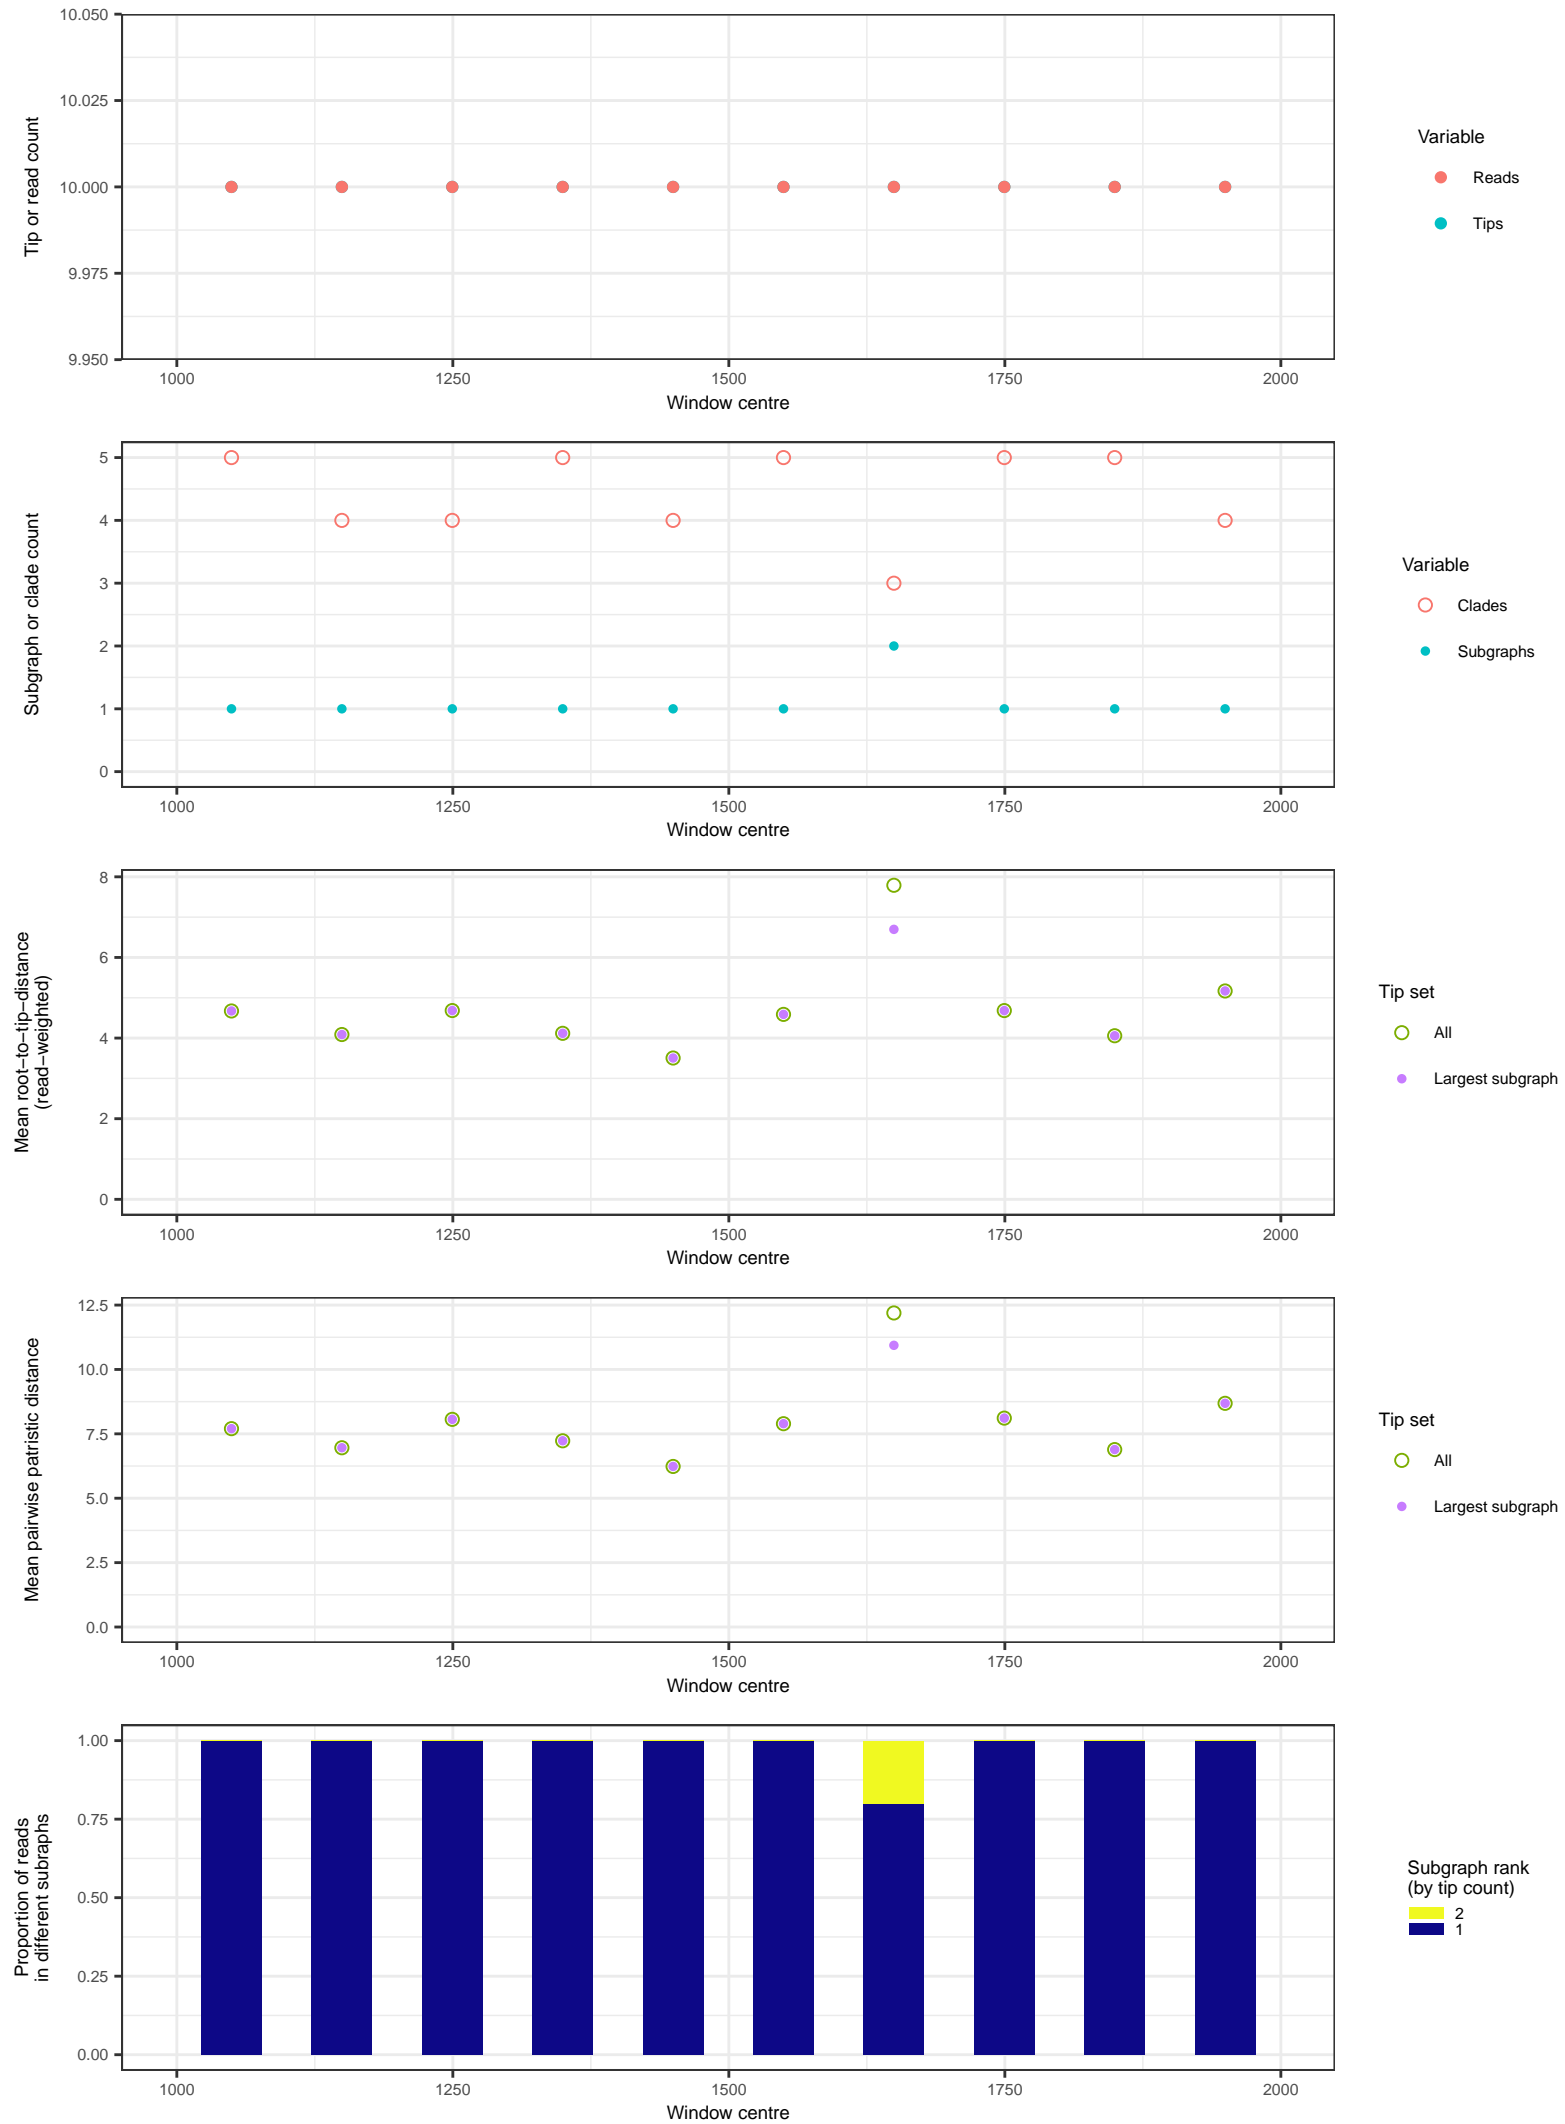 10.050
10.025
10.000
9.975
9.950
Tip or read count
1000 1250 1500 1750 2000
Window centre
Variable
Reads
Tips
5
4
3
2
1
0
Subgraph or clade count
1000 1250 1500 1750 2000
Window centre
Variable
Clades
Subgraphs
8
6
4
2
0
Mean root−to−tip−distance
(read−weighted)
1000 1250 1500 1750 2000
Window centre
Tip set
All
Largest subgraph
12.5
10.0
7.5
5.0
2.5
0.0
Mean pairwise patristic distance
1000 1250 1500 1750 2000
Window centre
Tip set
All
Largest subgraph
1.00
0.75
0.50
0.25
0.00
Proportion of reads
in different subraphs
1000 1250 1500 1750 2000
Window centre
Subgraph rank
(by tip count)
2
1